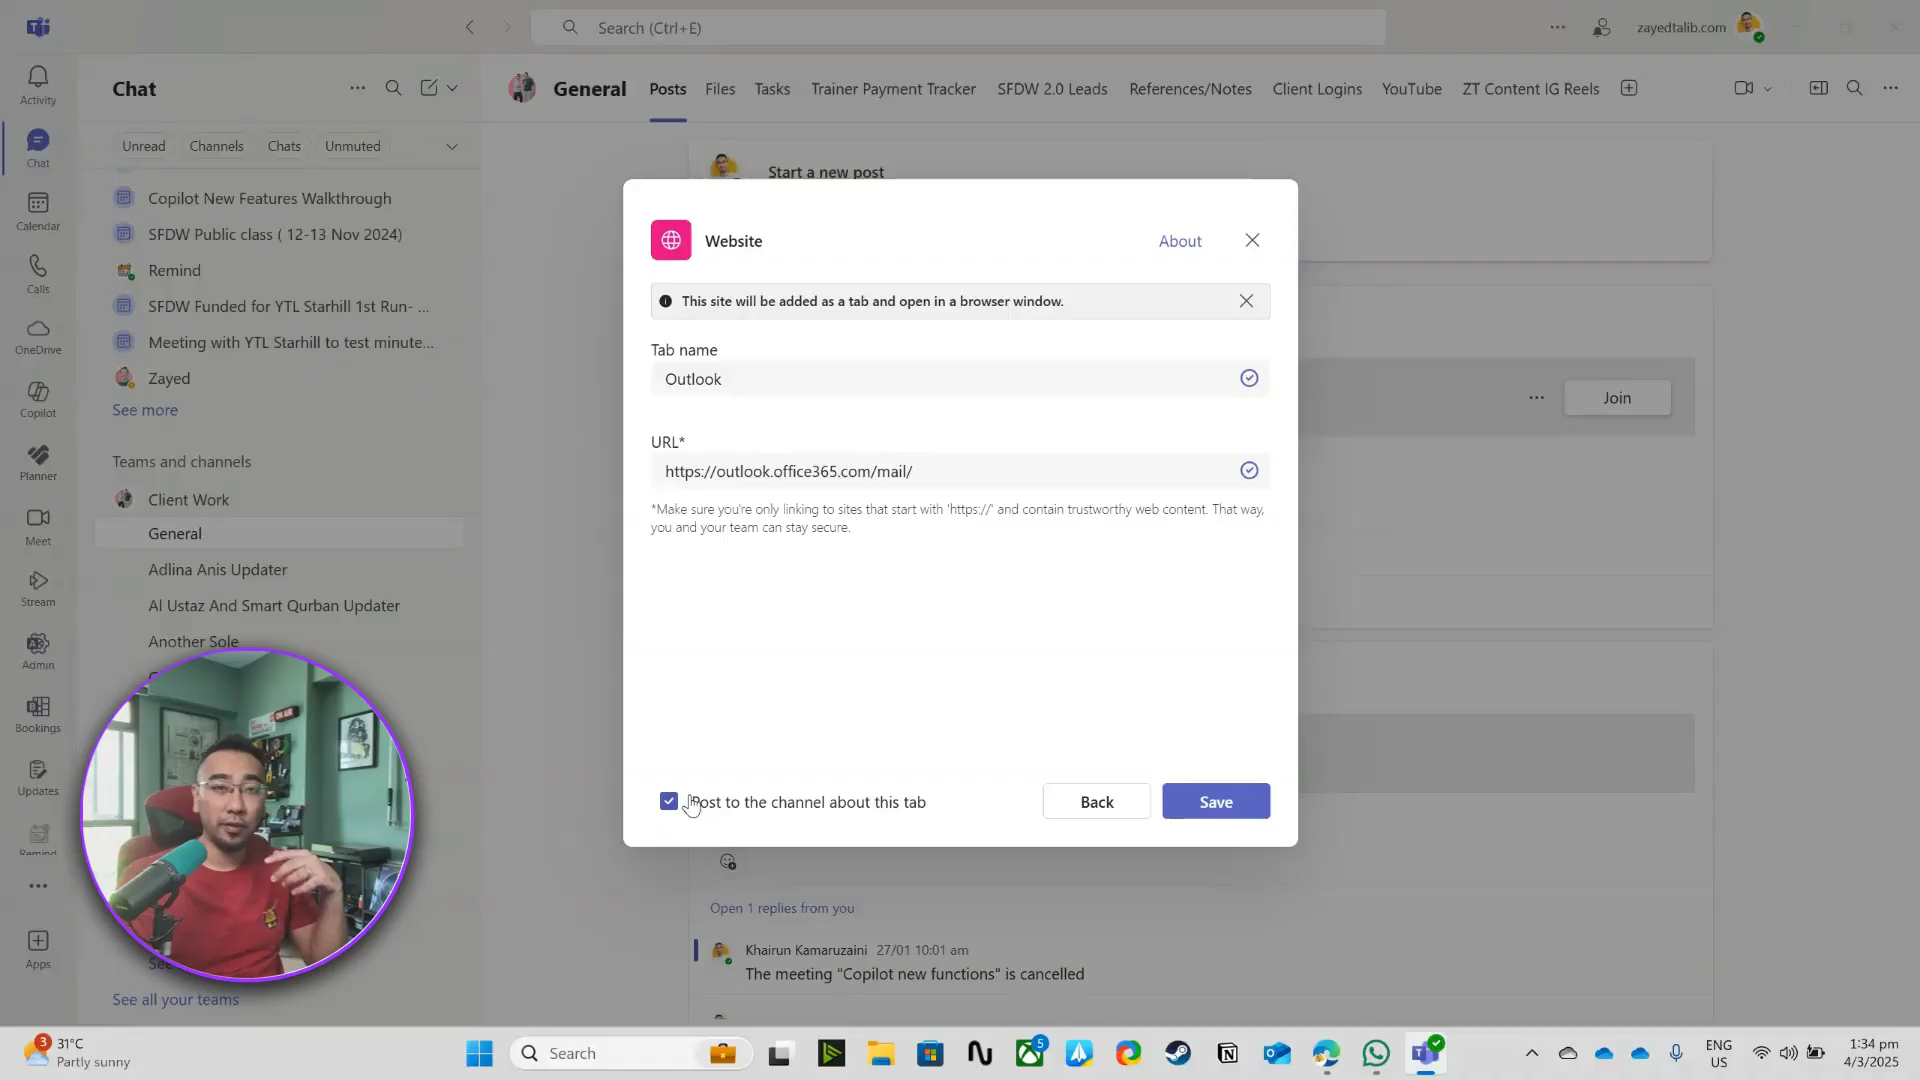 Search (Ctrl+E)
zayedtalib.com
Activity
Chat
Calendar
Calls
OneDrive
Copilot
Planner
Meet
Stream
Admin
Bookings
Updates
Remind
Apps
Chat
Unread
Channels
Chats
Unmuted
Copilot New Features Walkthrough
SFDW Public class ( 12-13 Nov 2024)
Remind
SFDW Funded for YTL Starhill 1st Run- ...
Meeting with YTL Starhill to test minute...
Zayed
See more
Teams and channels
Client Work
General
Adlina Anis Updater
Al Ustaz And Smart Qurban Updater
Another Sole
ON AIR
See all your teams
General
Posts
Files
Tasks
Trainer Payment Tracker
SFDW 2.0 Leads
References/Notes
Client Logins
YouTube
ZT Content IG Reels
Start a new post
Join
Website
About
This site will be added as a tab and open in a browser window.
Tab name
Outlook
URL*
https://outlook.office365.com/mail/
*Make sure you're only linking to sites that start with 'https://' and contain trustworthy web content. That way,
you and your team can stay secure.
Post to the channel about this tab
Back
Save
Open 1 replies from you
Khairun Kamaruzaini 27/01 10:01 am
The meeting "Copilot new functions" is cancelled
3
31°C
Partly sunny
Search
5
ENG
US
1:34 pm
4/3/2025